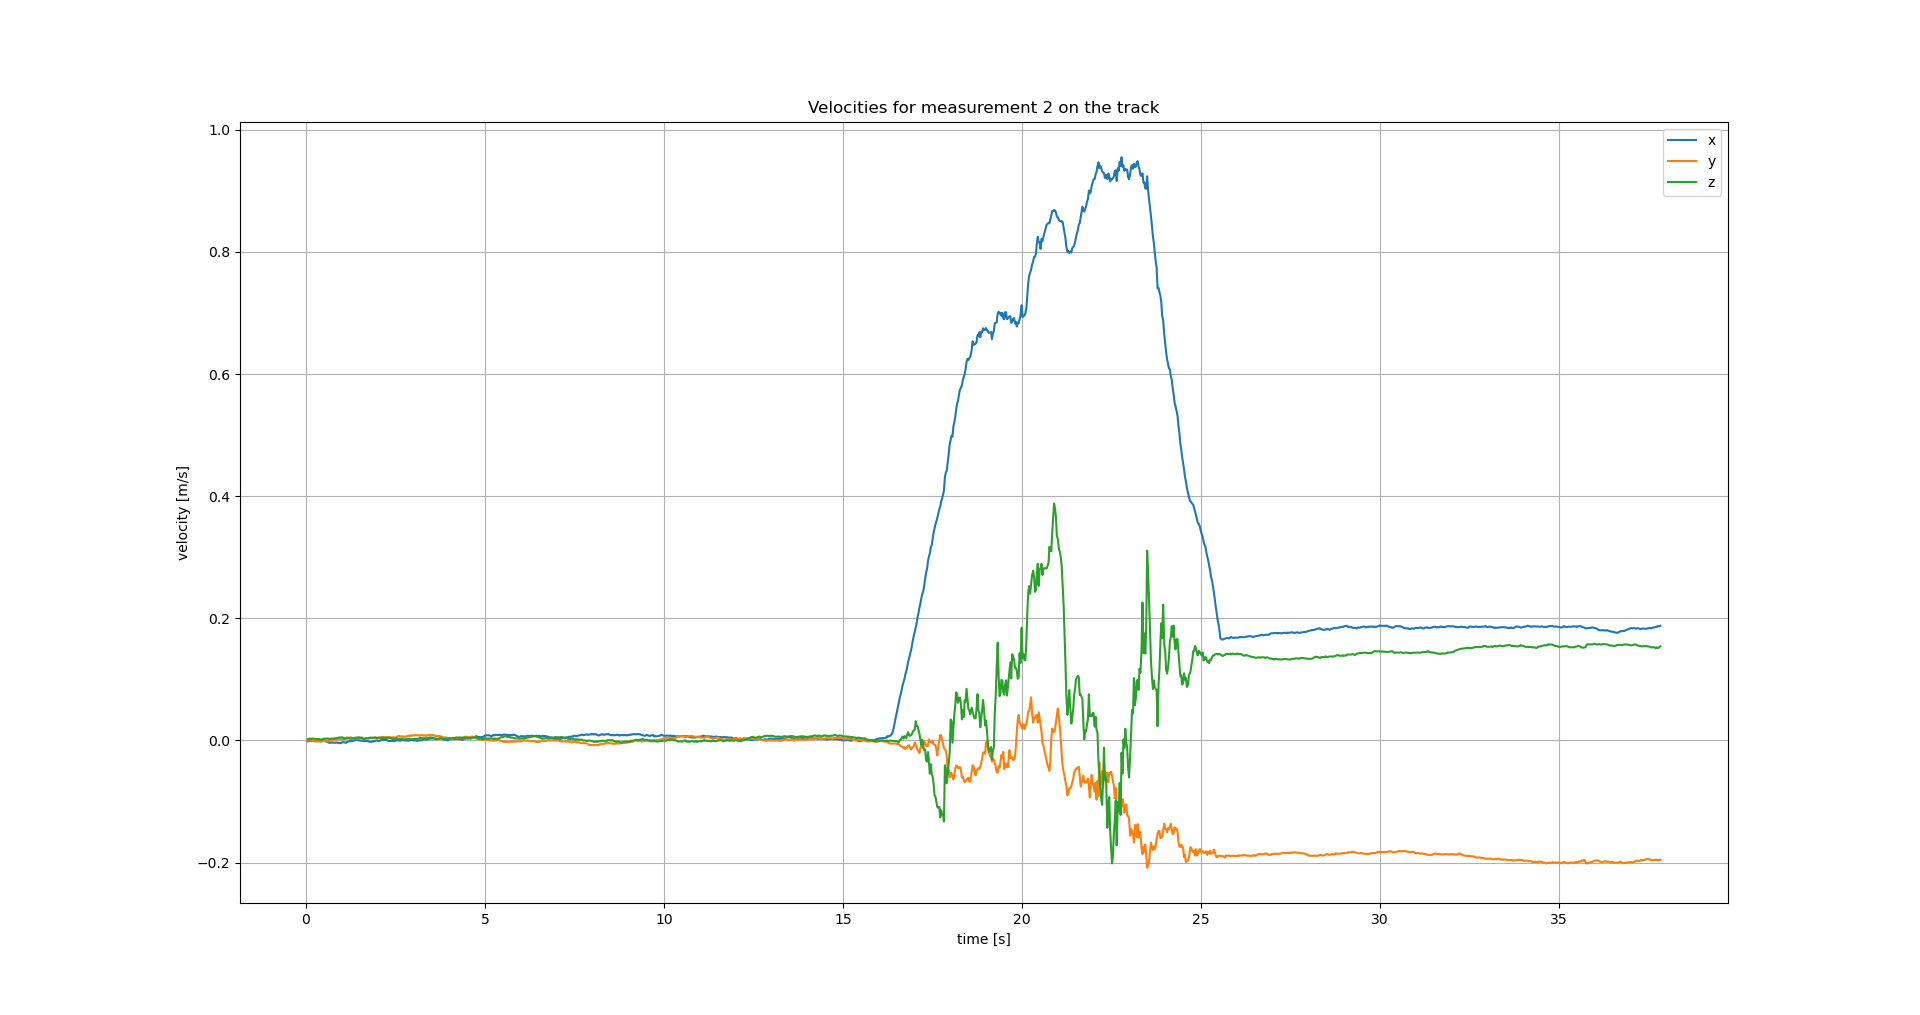 Velocities for measurement 2 on the track
x
y
z
velocity [m/s]
1.0
0.8
0.6
0.4
0.2
0.0
−0.2
0 5 10 15 20 25 30 35
time [s]